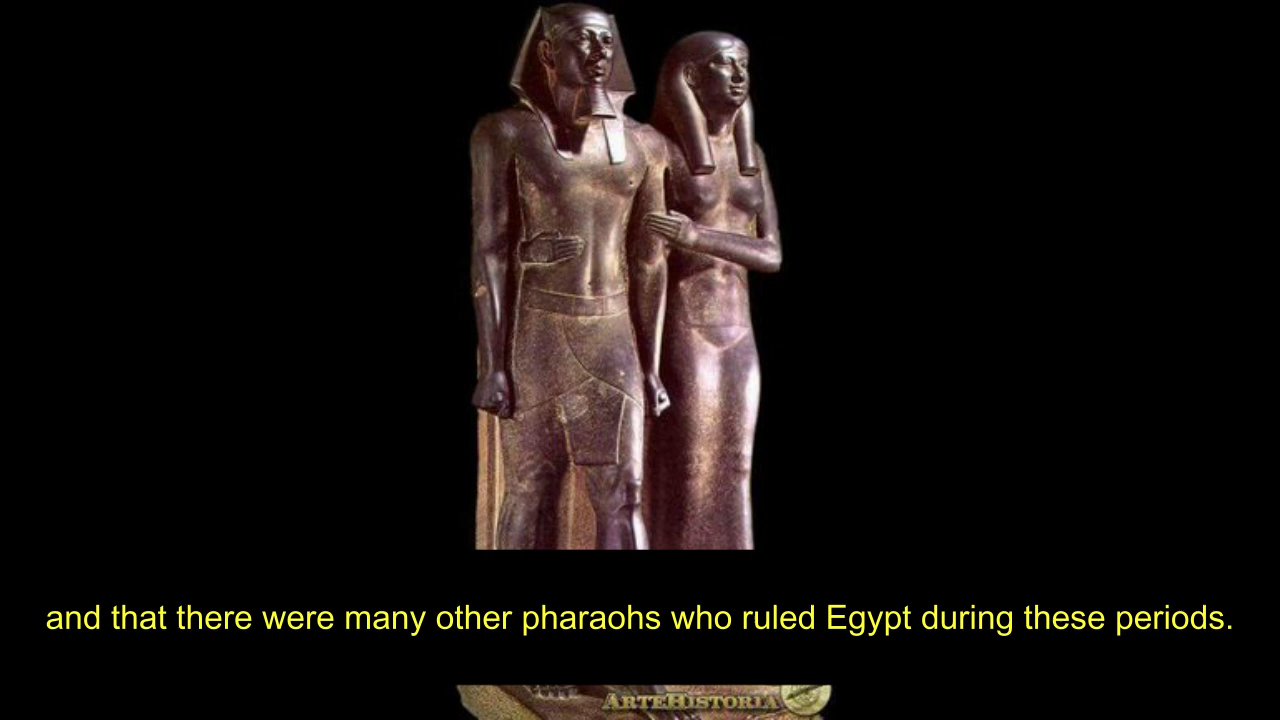 and that there were many other pharaohs who ruled Egypt during these periods.
ARTEHISTORIA